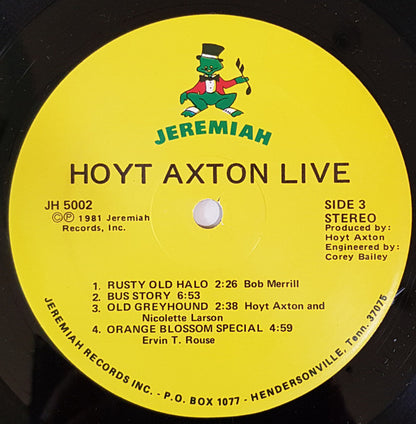 JEREMIAH
HOYT AXTON LIVE
JH 5002
©℗ 1981 Jeremiah
Records, Inc.
SIDE 3
STEREO
Produced by:
Hoyt Axton
Engineered by:
Corey Bailey
1. RUSTY OLD HALO 2:26 Bob Merrill
2. BUS STORY 6:53
3. OLD GREYHOUND 2:38 Hoyt Axton and
Nicolette Larson
4. ORANGE BLOSSOM SPECIAL 4:59
Ervin T. Rouse
JEREMIAH RECORDS INC. - P.O. BOX 1077 - HENDERSONVILLE, Tenn. 37075